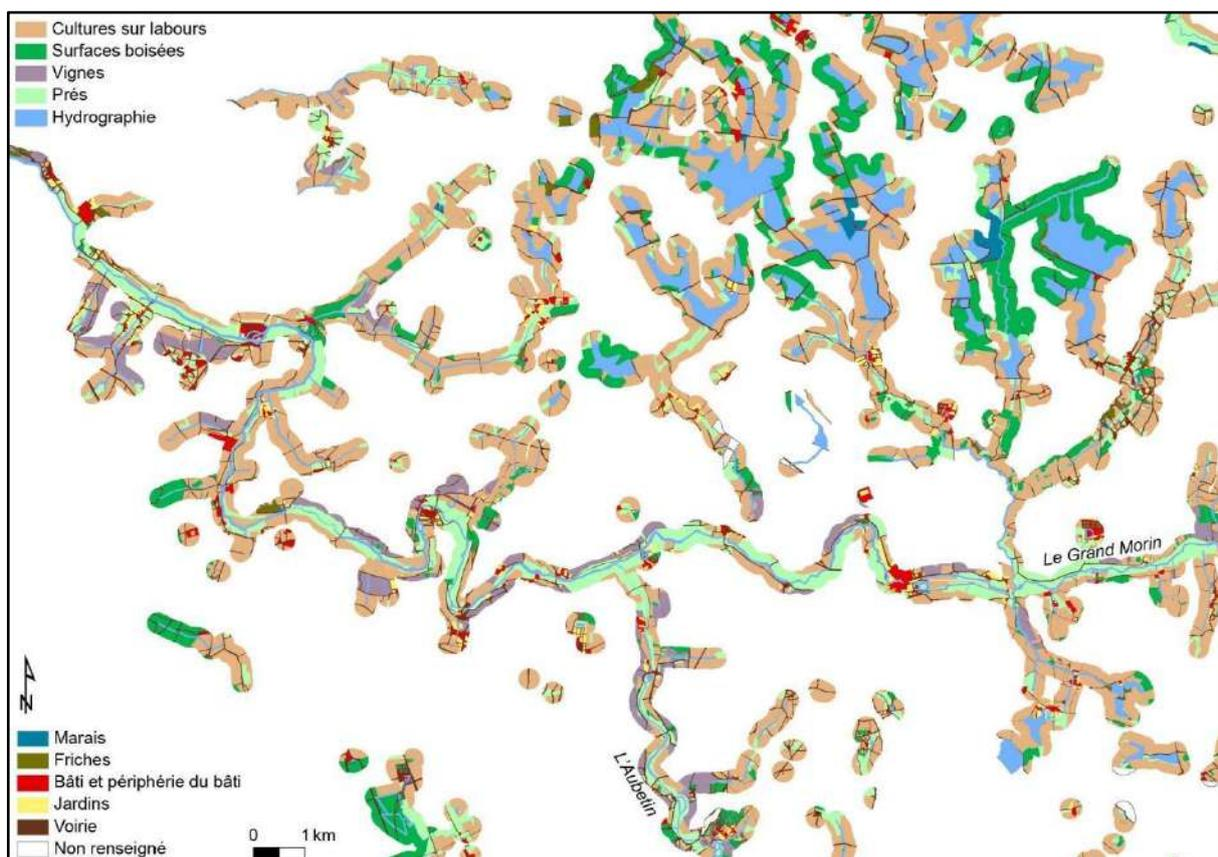 Cultures sur labours
Surfaces boisées
Vignes
Prés
Hydrographie
Le Grand Morin
L'Aubetin
N
Marais
Friches
Bâti et périphérie du bâti
Jardins
Voirie
Non renseigné
0 1 km